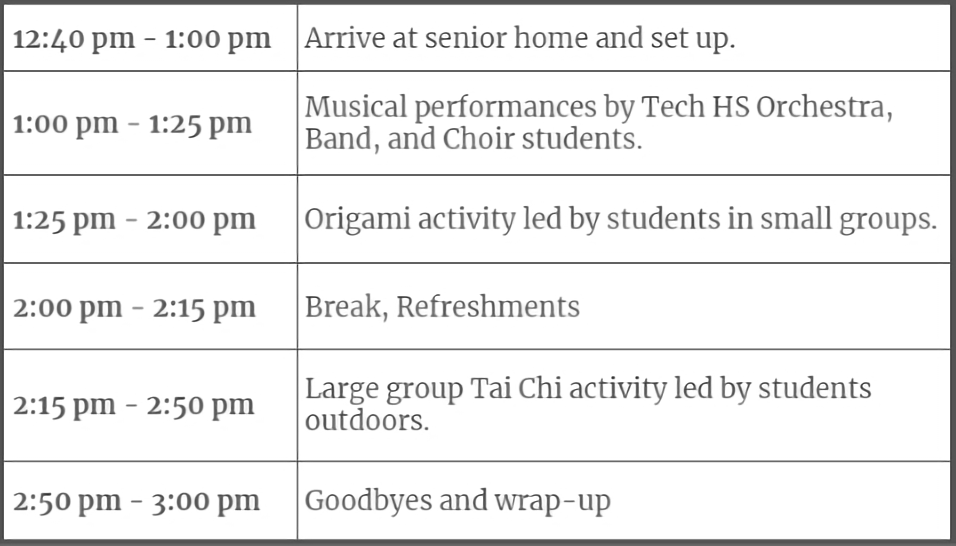 12:40 pm - 1:00 pm
Arrive at senior home and set up.
1:00 pm - 1:25 pm
Musical performances by Tech HS Orchestra,
Band, and Choir students.
1:25 pm - 2:00 pm
Origami activity led by students in small groups.
2:00 pm - 2:15 pm
Break, Refreshments
2:15 pm - 2:50 pm
Large group Tai Chi activity led by students
outdoors.
2:50 pm - 3:00 pm
Goodbyes and wrap-up